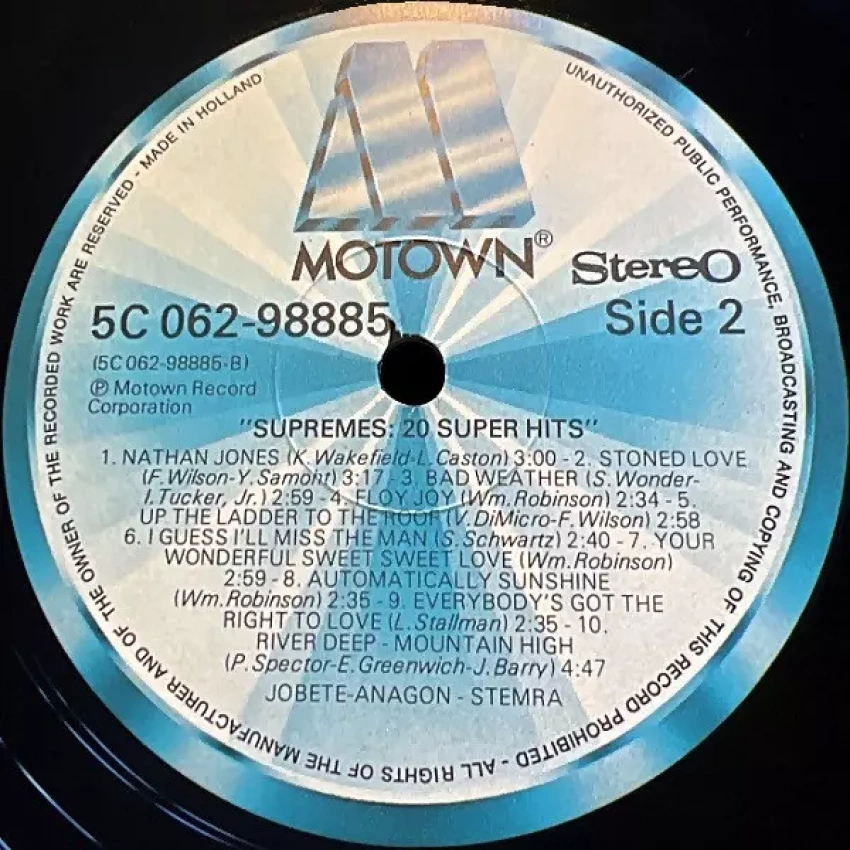 MOTOWN®
Stereo
5C 062-98885
Side 2
(5C 062-98885-B)
℗ Motown Record
Corporation
"SUPREMES: 20 SUPER HITS"
1. NATHAN JONES (K. Wakefield-L. Caston) 3:00 - 2. STONED LOVE
(F. Wilson-Y. Samoht) 3:17 - 3. BAD WEATHER (S. Wonder-
I. Tucker, Jr.) 2:59 - 4. FLOY JOY (Wm. Robinson) 2:34 - 5.
UP THE LADDER TO THE ROOF (V. DiMicro-F. Wilson) 2:58
6. I GUESS I'LL MISS THE MAN (S. Schwartz) 2:40 - 7. YOUR
WONDERFUL SWEET SWEET LOVE (Wm. Robinson)
2:59 - 8. AUTOMATICALLY SUNSHINE
(Wm. Robinson) 2:35 - 9. EVERYBODY'S GOT THE
RIGHT TO LOVE (L. Stallman) 2:35 - 10.
RIVER DEEP - MOUNTAIN HIGH
(P. Spector-E. Greenwich-J. Barry) 4:47
JOBETE-ANAGON - STEMRA
UNAUTHORIZED PUBLIC PERFORMANCE, BROADCASTING AND COPYING OF THIS RECORD PROHIBITED - ALL RIGHTS OF THE MANUFACTURER AND OF THE OWNER OF THE RECORDED WORK ARE RESERVED - MADE IN HOLLAND